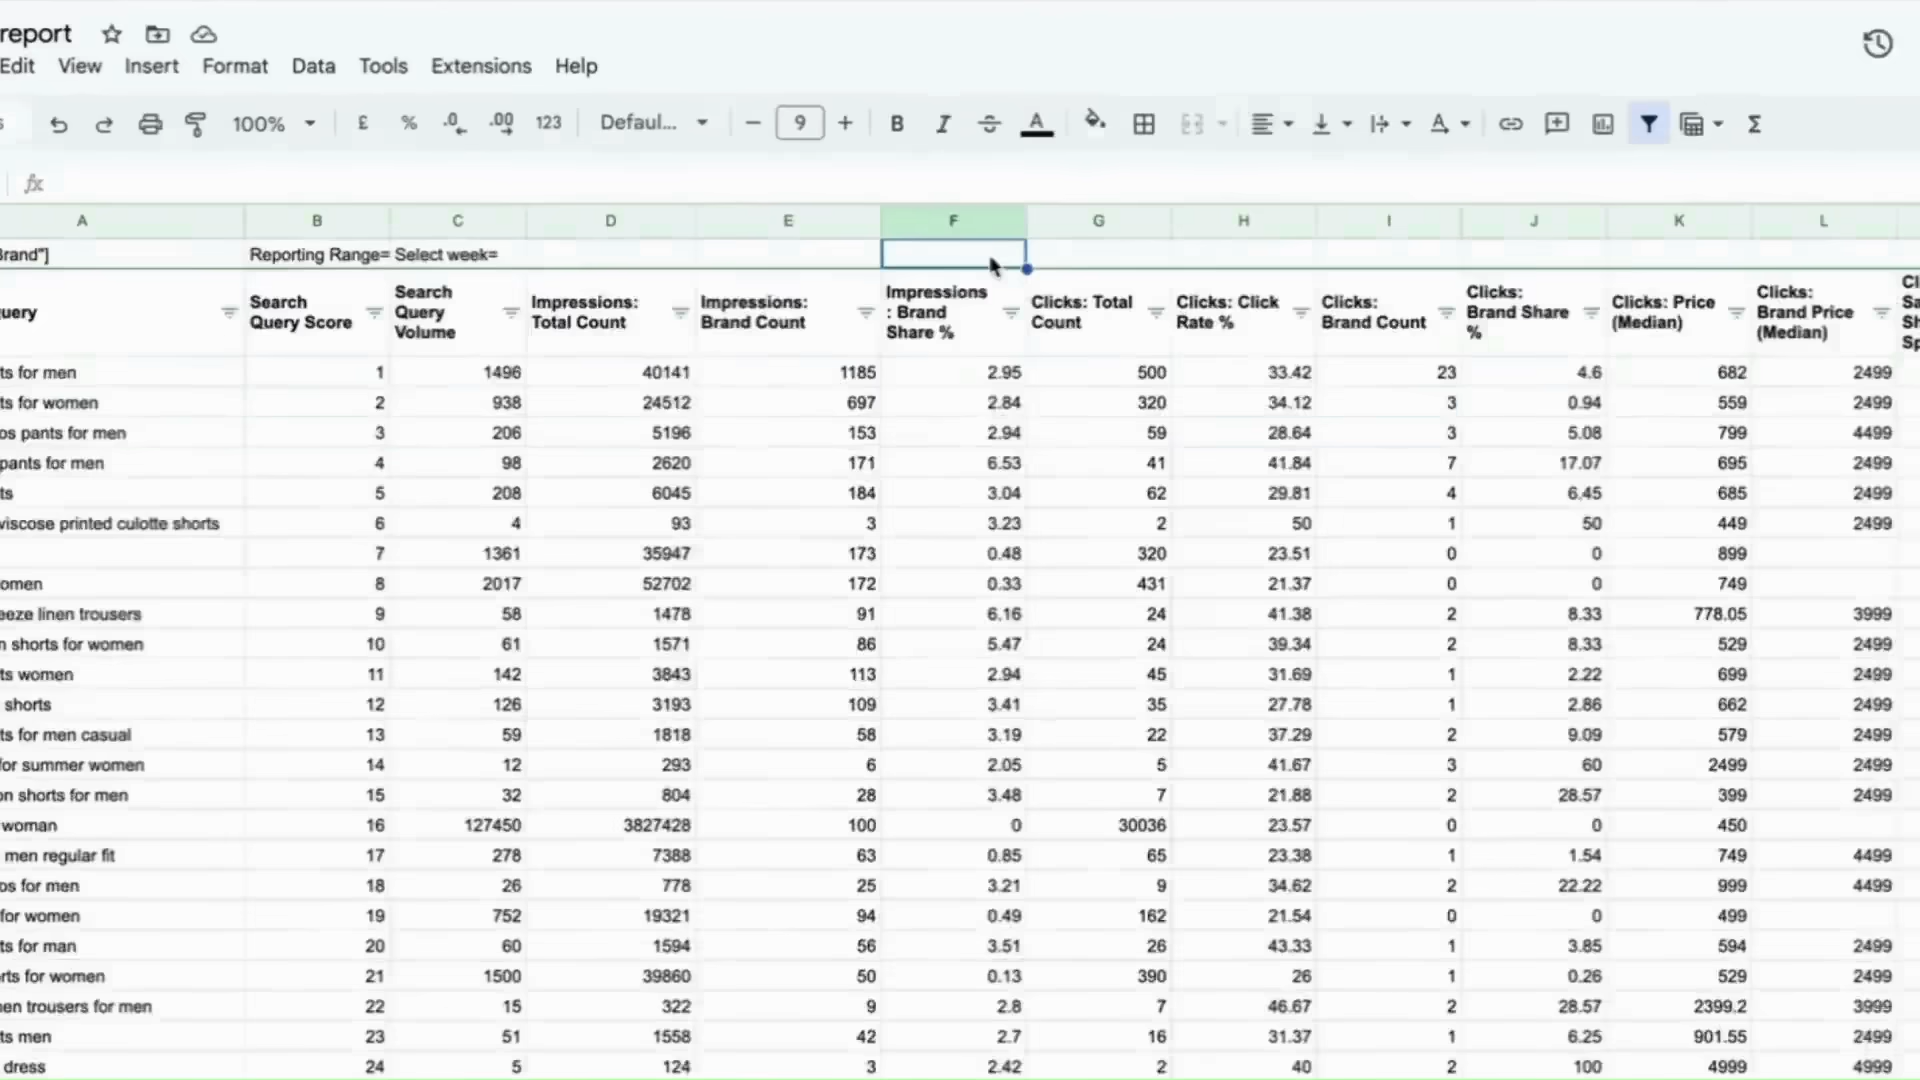 report
Edit View Insert Format Data Tools Extensions Help
100% £ % .0 .00 123 Defaul... 9 B I A A Σ
fx
A B C D E F G H I J K L
Brand"] Reporting Range= Select week=
uery Search Query Score Search Query Volume Impressions: Total Count Impressions: Brand Count Impressions : Brand Share % Clicks: Total Count Clicks: Click Rate % Clicks: Brand Count Clicks: Brand Share % Clicks: Price (Median) Clicks: Brand Price (Median)
ts for men 1 1496 40141 1185 2.95 500 33.42 23 4.6 682 2499
ts for women 2 938 24512 697 2.84 320 34.12 3 0.94 559 2499
os pants for men 3 206 5196 153 2.94 59 28.64 3 5.08 799 4499
pants for men 4 98 2620 171 6.53 41 41.84 7 17.07 695 2499
ts 5 208 6045 184 3.04 62 29.81 4 6.45 685 2499
viscose printed culotte shorts 6 4 93 3 3.23 2 50 1 50 449 2499
7 1361 35947 173 0.48 320 23.51 0 0 899
omen 8 2017 52702 172 0.33 431 21.37 0 0 749
eeze linen trousers 9 58 1478 91 6.16 24 41.38 2 8.33 778.05 3999
n shorts for women 10 61 1571 86 5.47 24 39.34 2 8.33 529 2499
ts women 11 142 3843 113 2.94 45 31.69 1 2.22 699 2499
shorts 12 126 3193 109 3.41 35 27.78 1 2.86 662 2499
ts for men casual 13 59 1818 58 3.19 22 37.29 2 9.09 579 2499
for summer women 14 12 293 6 2.05 5 41.67 3 60 2499 2499
on shorts for men 15 32 804 28 3.48 7 21.88 2 28.57 399 2499
woman 16 127450 3827428 100 0 30036 23.57 0 0 450
men regular fit 17 278 7388 63 0.85 65 23.38 1 1.54 749 4499
os for men 18 26 778 25 3.21 9 34.62 2 22.22 999 4499
for women 19 752 19321 94 0.49 162 21.54 0 0 499
ts for man 20 60 1594 56 3.51 26 43.33 1 3.85 594 2499
rts for women 21 1500 39860 50 0.13 390 26 1 0.26 529 2499
nen trousers for men 22 15 322 9 2.8 7 46.67 2 28.57 2399.2 3999
ts men 23 51 1558 42 2.7 16 31.37 1 6.25 901.55 2499
dress 24 5 124 3 2.42 2 40 2 100 4999 4999